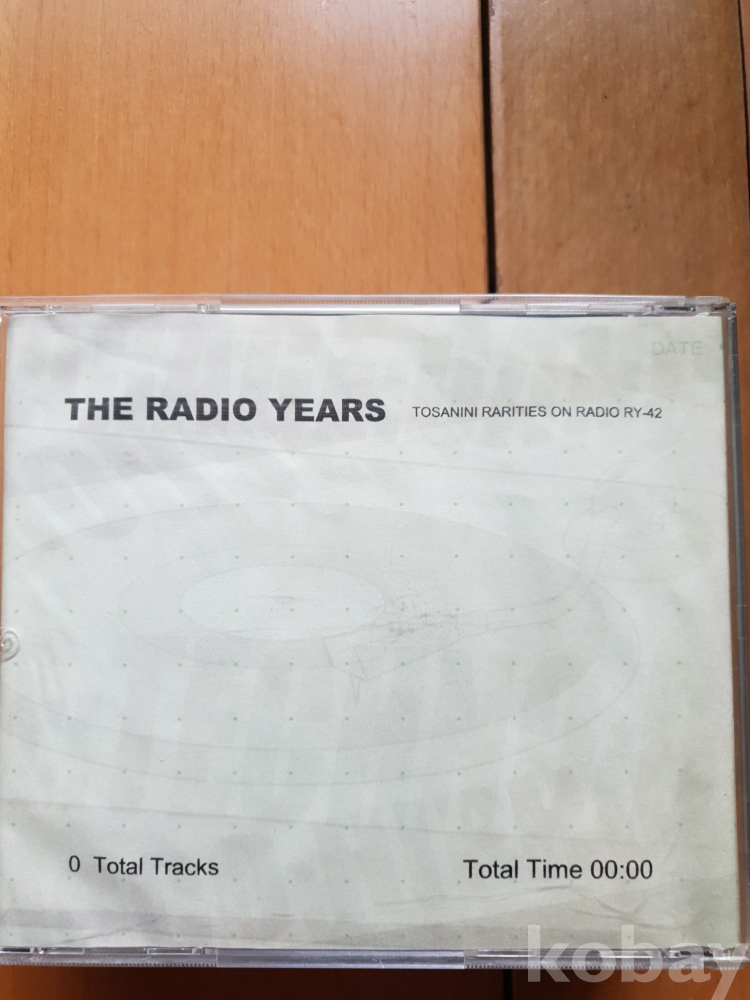 DATE
THE RADIO YEARS TOSANINI RARITIES ON RADIO RY-42
0 Total Tracks Total Time 00:00
kobay